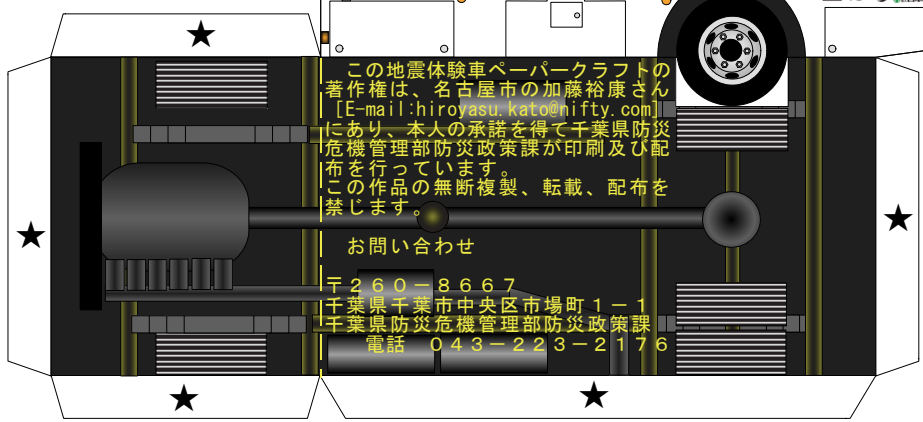 この地震体験車ペーパークラフトの
著作権は、名古屋市の加藤裕康さん
[E-mail:hiroyasu.kato@nifty.com]
にあり、本人の承諾を得て千葉県防災
危機管理部防災政策課が印刷及び配
布を行っています。
この作品の無断複製、転載、配布を
禁じます。
お問い合わせ
〒２６０－８６６７
千葉県千葉市中央区市場町１－１
千葉県防災危機管理部防災政策課
電話　０４３－２２３－２１７６